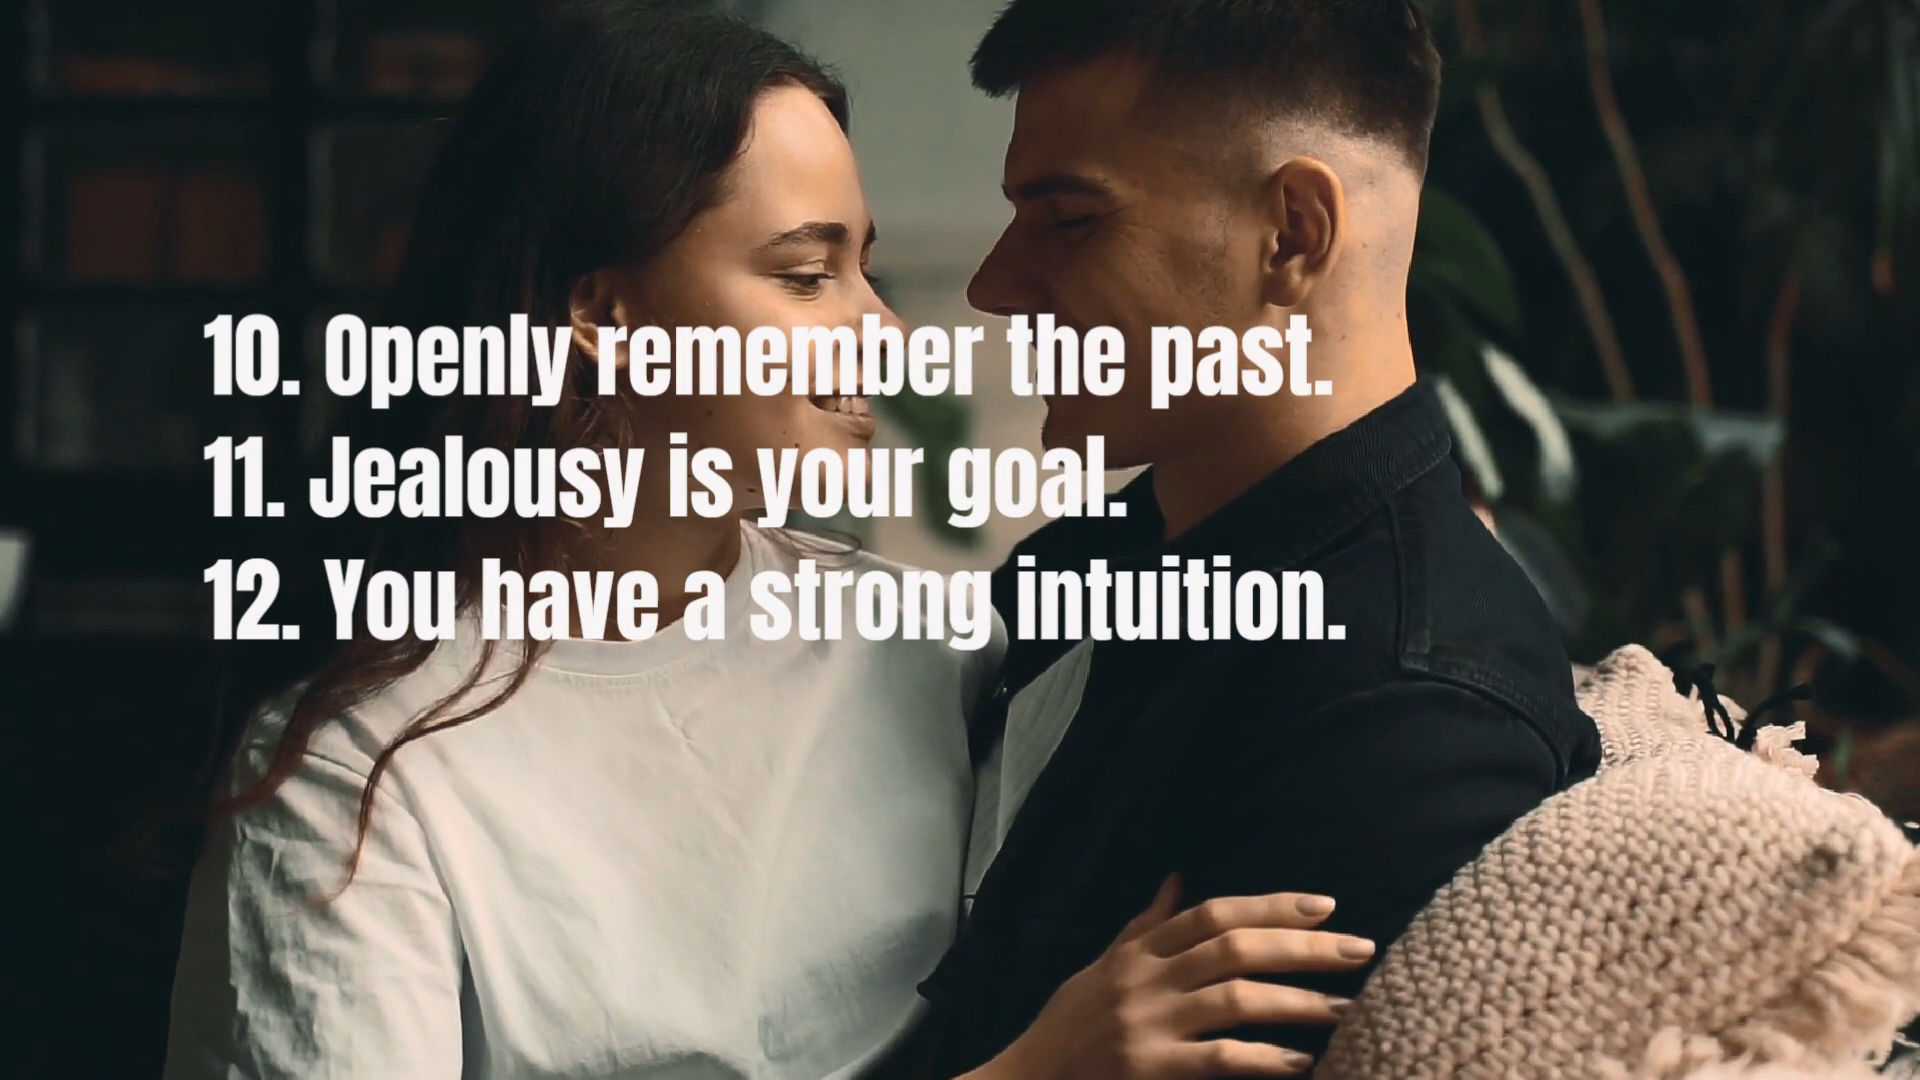 10. Openly remember the past.
11. Jealousy is your goal.
12. You have a strong intuition.